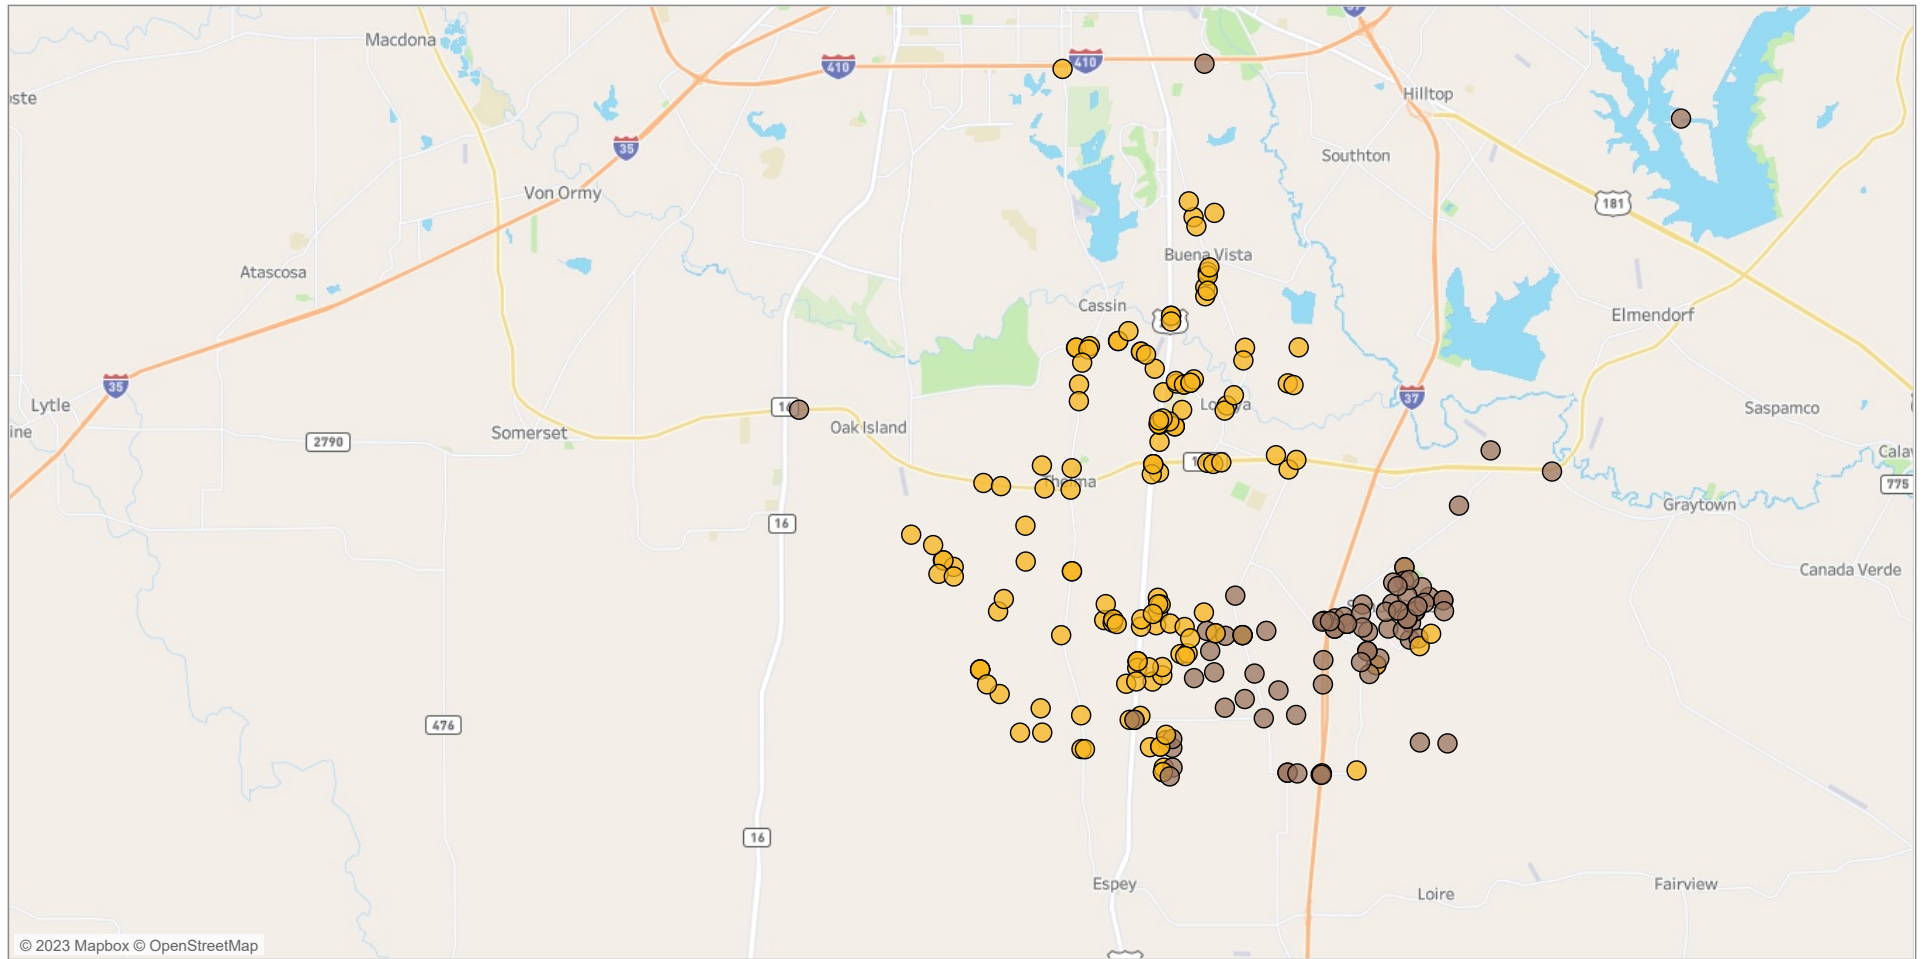 Macdona
410
410
Hilltop
35
Southton
Von Ormy
181
Buena Vista
Atascosa
Cassin
Elmendorf
35
37
Lytle
Saspamco
Somerset
Oak Island
2790
775
Graytown
16
Canada Verde
476
16
Espey
Loire
Fairview
© 2023 Mapbox © OpenStreetMap